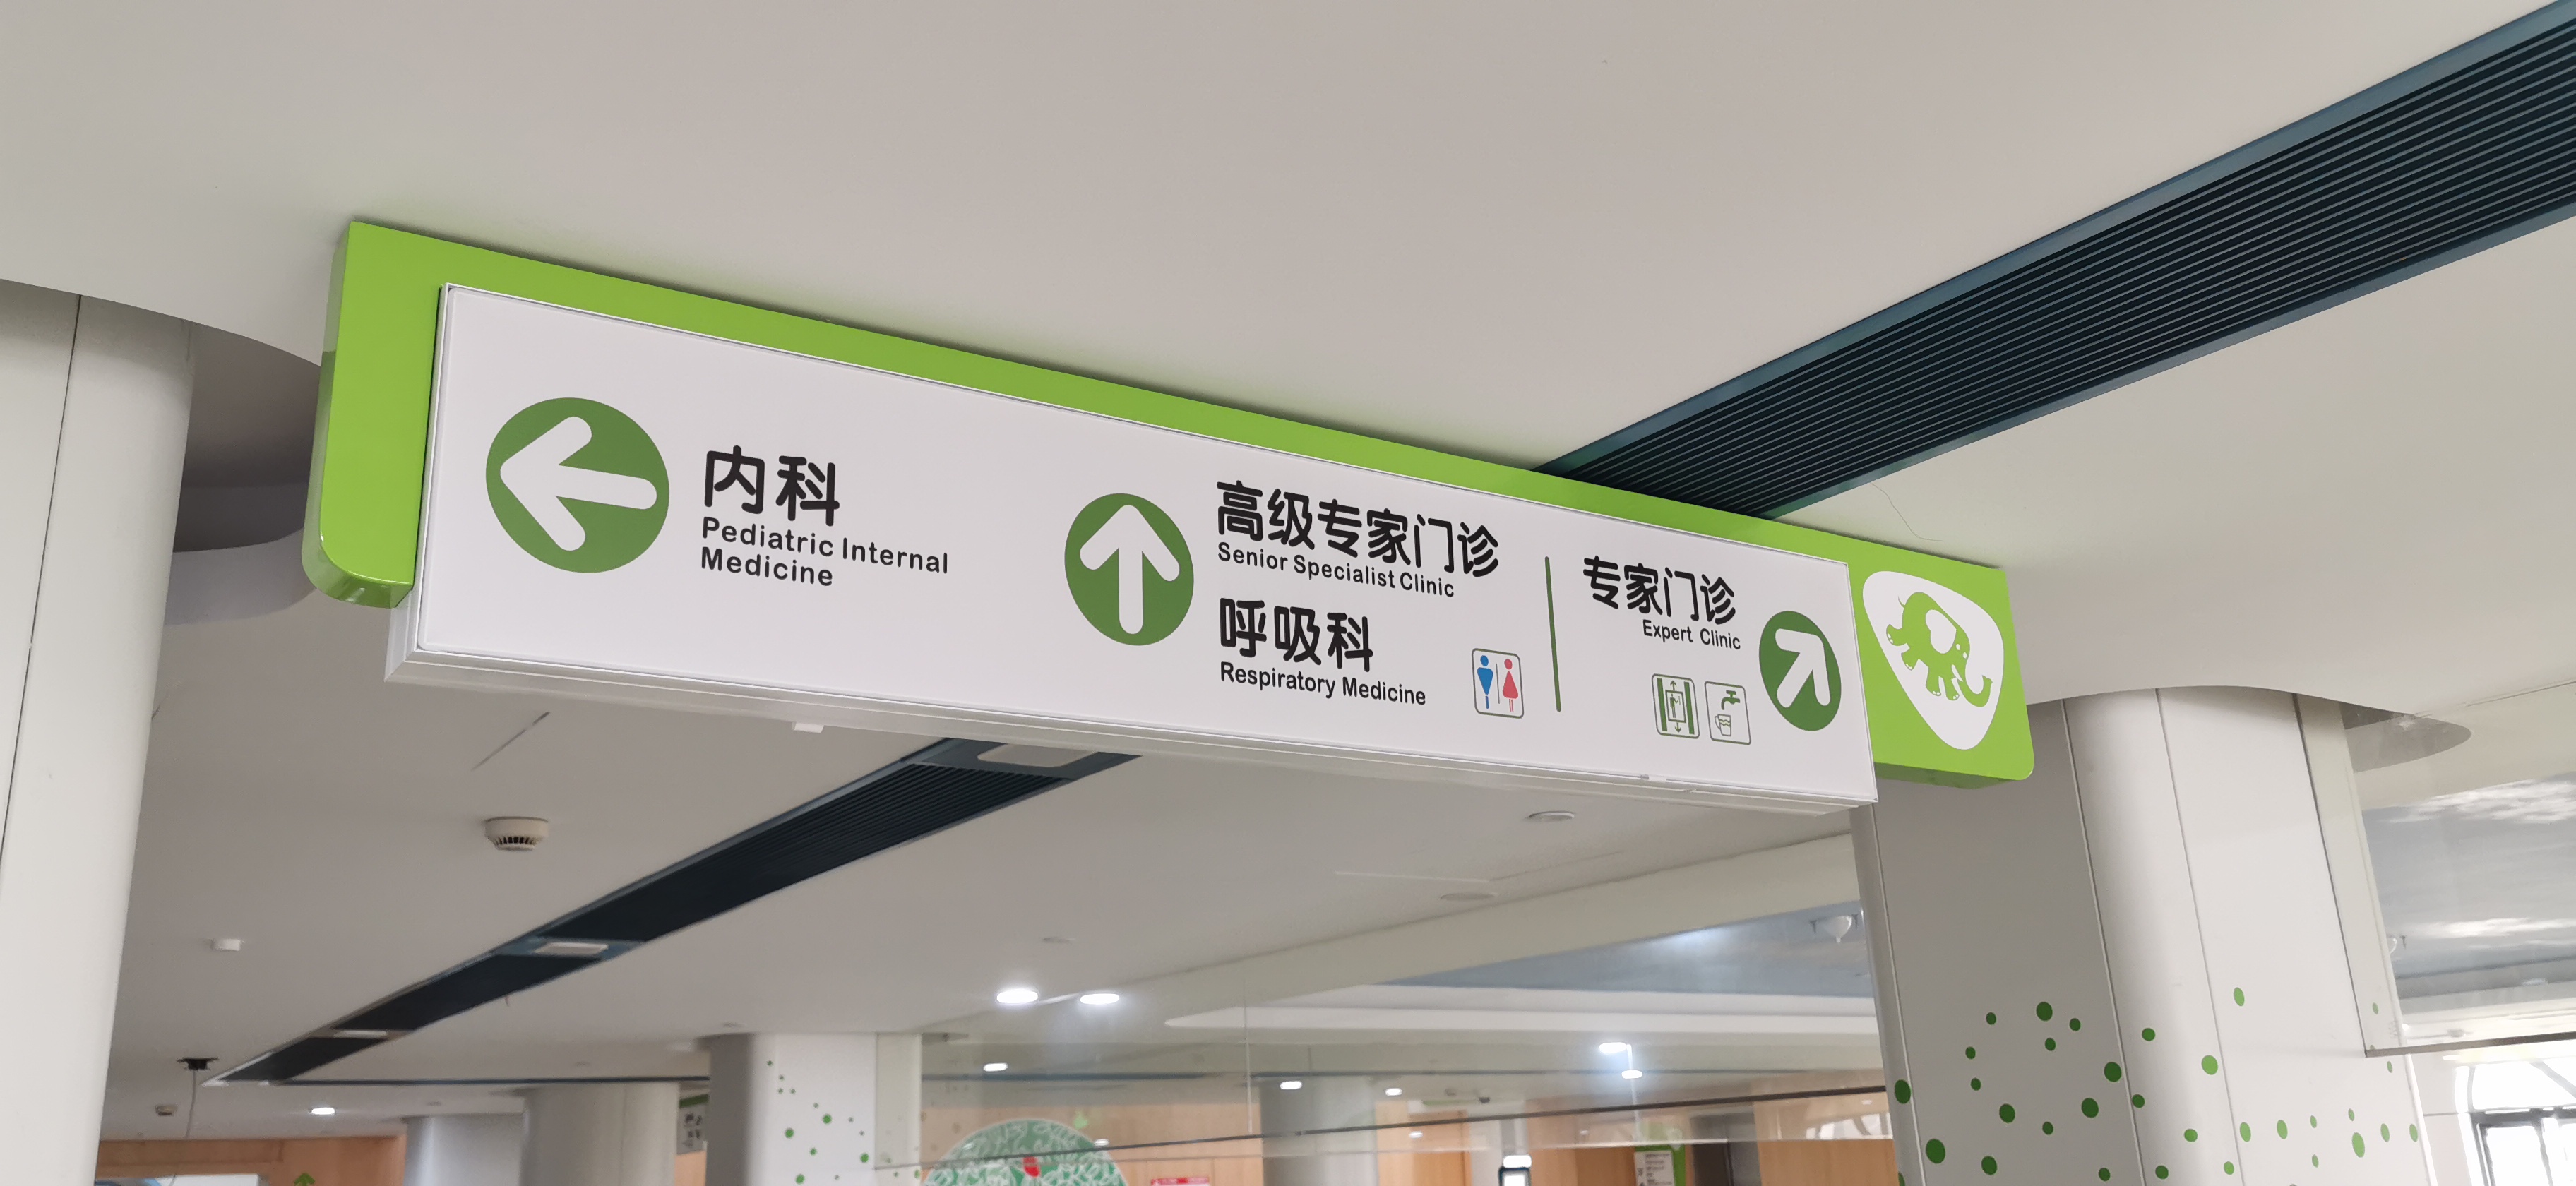 内科
Pediatric Internal
Medicine
高级专家门诊
Senior Specialist Clinic
呼吸科
Respiratory Medicine
专家门诊
Expert Clinic